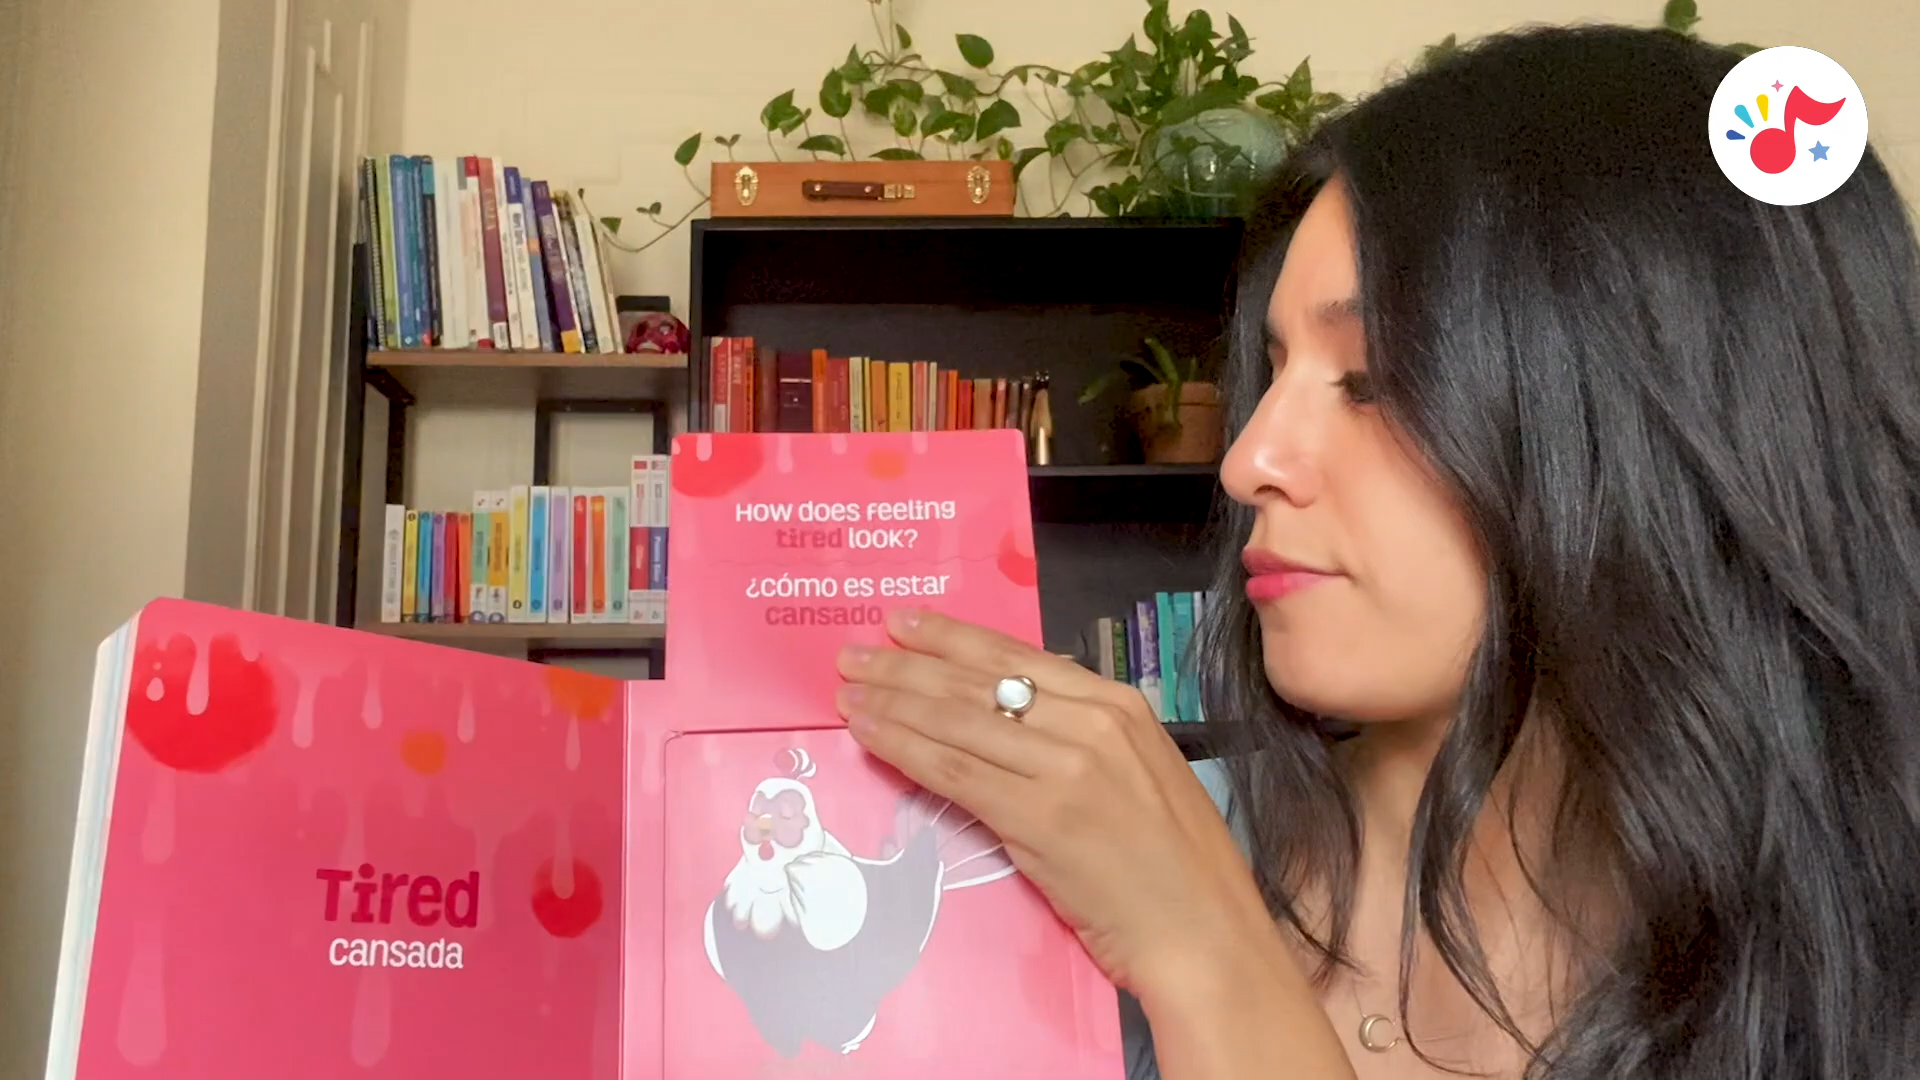 How does feeling
tired look?
¿cómo es estar
cansado
Tired
cansada